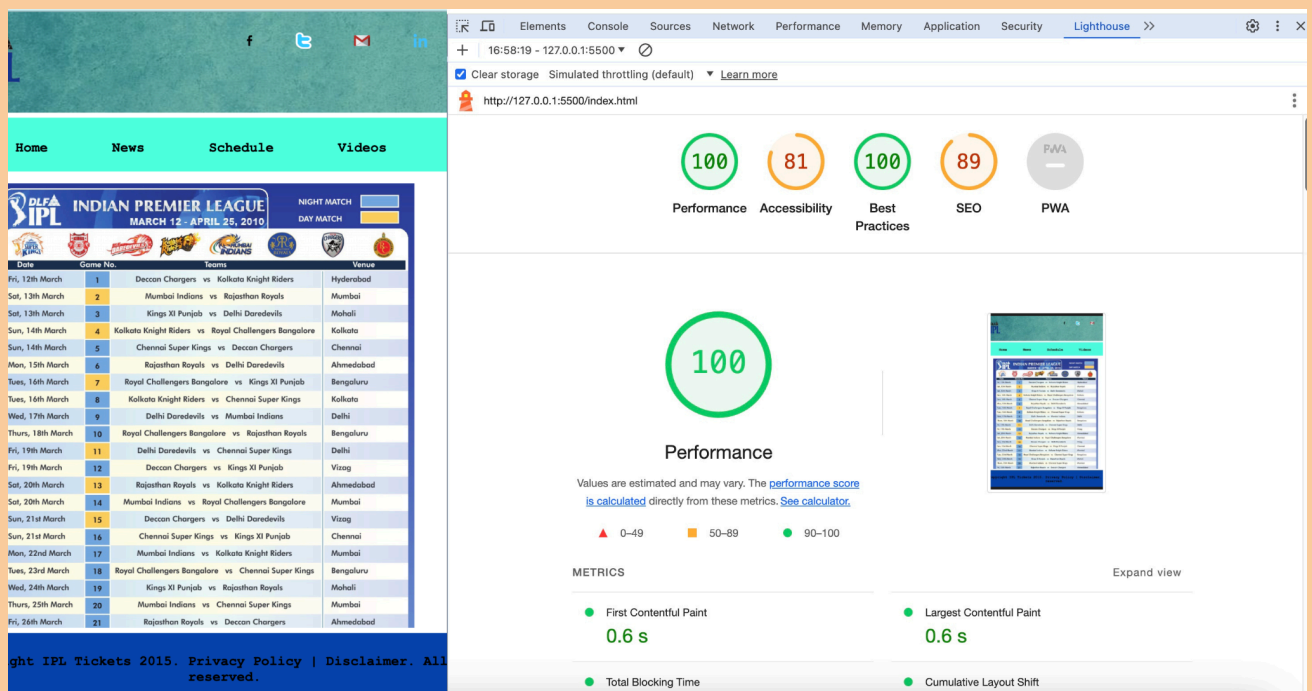 f
in
Elements Console Sources Network Performance Memory Application Security Lighthouse
16:58:19 - 127.0.0.1:5500
Clear storage Simulated throttling (default) Learn more
http://127.0.0.1:5500/index.html
Home News Schedule Videos
DLF IPL
INDIAN PREMIER LEAGUE
MARCH 12 - APRIL 25, 2010
NIGHT MATCH
DAY MATCH
Date Game No. Teams Venue
Fri, 12th March 1 Deccan Chargers vs Kolkata Knight Riders Hyderabad
Sat, 13th March 2 Mumbai Indians vs Rajasthan Royals Mumbai
Sat, 13th March 3 Kings XI Punjab vs Delhi Daredevils Mohali
Sun, 14th March 4 Kolkata Knight Riders vs Royal Challengers Bangalore Kolkata
Sun, 14th March 5 Chennai Super Kings vs Deccan Chargers Chennai
Mon, 15th March 6 Rajasthan Royals vs Delhi Daredevils Ahmedabad
Tues, 16th March 7 Royal Challengers Bangalore vs Kings XI Punjab Bengaluru
Tues, 16th March 8 Kolkata Knight Riders vs Chennai Super Kings Kolkata
Wed, 17th March 9 Delhi Daredevils vs Mumbai Indians Delhi
Thurs, 18th March 10 Royal Challengers Bangalore vs Rajasthan Royals Bengaluru
Fri, 19th March 11 Delhi Daredevils vs Chennai Super Kings Delhi
Fri, 19th March 12 Deccan Chargers vs Kings XI Punjab Vizag
Sat, 20th March 13 Rajasthan Royals vs Kolkata Knight Riders Ahmedabad
Sat, 20th March 14 Mumbai Indians vs Royal Challengers Bangalore Mumbai
Sun, 21st March 15 Deccan Chargers vs Delhi Daredevils Vizag
Sun, 21st March 16 Chennai Super Kings vs Kings XI Punjab Chennai
Mon, 22nd March 17 Mumbai Indians vs Kolkata Knight Riders Mumbai
Tues, 23rd March 18 Royal Challengers Bangalore vs Chennai Super Kings Bengaluru
Wed, 24th March 19 Kings XI Punjab vs Rajasthan Royals Mohali
Thurs, 25th March 20 Mumbai Indians vs Chennai Super Kings Mumbai
Fri, 26th March 21 Rajasthan Royals vs Deccan Chargers Ahmedabad
ght IPL Tickets 2015. Privacy Policy | Disclaimer. All
reserved.
100 81 100 89 PWA
Performance Accessibility Best Practices SEO PWA
100
Performance
Values are estimated and may vary. The performance score
is calculated directly from these metrics. See calculator.
0–49 50–89 90–100
METRICS Expand view
First Contentful Paint
0.6 s
Largest Contentful Paint
0.6 s
Total Blocking Time
Cumulative Layout Shift